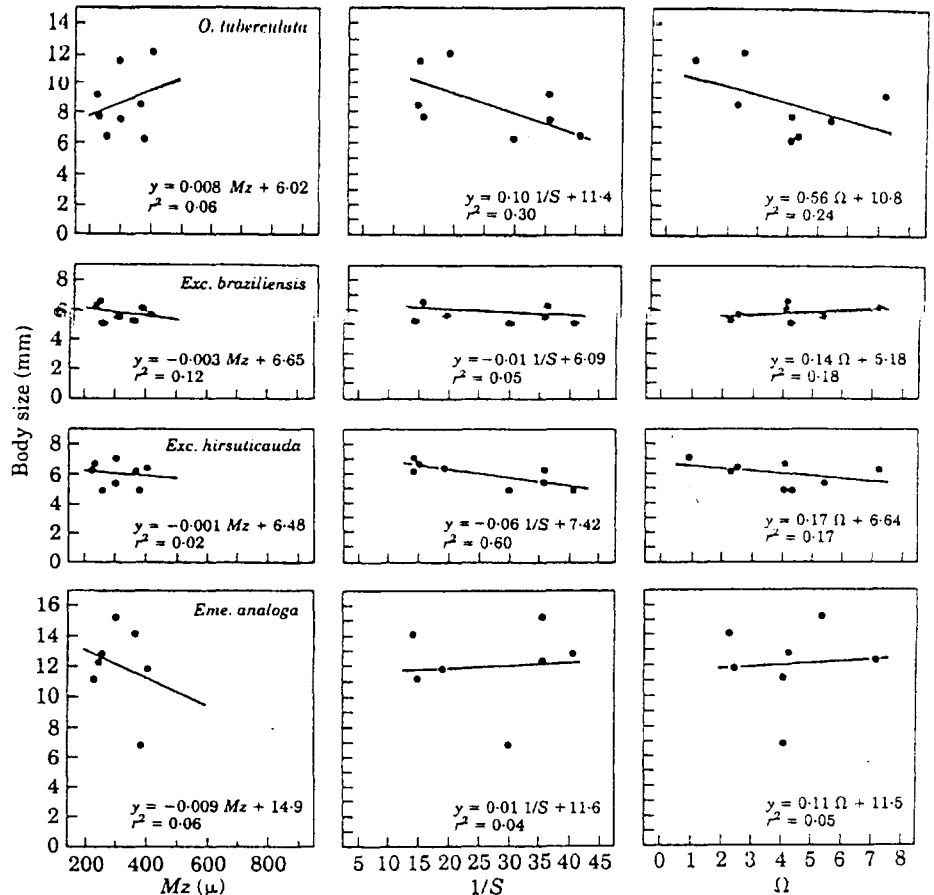 Body size (mm)
14
12
10
8
6
4
2
0
O. tuberculata
y = 0·008 Mz + 6·02
r² = 0·06
y = 0·10 1/S + 11·4
r² = 0·30
y = 0·56 Ω + 10·8
r² = 0·24
8
6
4
2
0
Exc. braziliensis
y = −0·003 Mz + 6·65
r² = 0·12
y = −0·01 1/S + 6·09
r² = 0·05
y = 0·14 Ω + 5·18
r² = 0·18
8
6
4
2
0
Exc. hirsuticauda
y = −0·001 Mz + 6·48
r² = 0·02
y = −0·06 1/S + 7·42
r² = 0·60
y = 0·17 Ω + 6·64
r² = 0·17
16
14
12
10
8
6
4
2
0
Eme. analoga
y = −0·009 Mz + 14·9
r² = 0·06
y = 0·01 1/S + 11·6
r² = 0·04
y = 0·11 Ω + 11·5
r² = 0·05
200 400 600 800
Mz (μ)
5 10 15 20 25 30 35 40 45
1/S
0 1 2 3 4 5 6 7 8
Ω